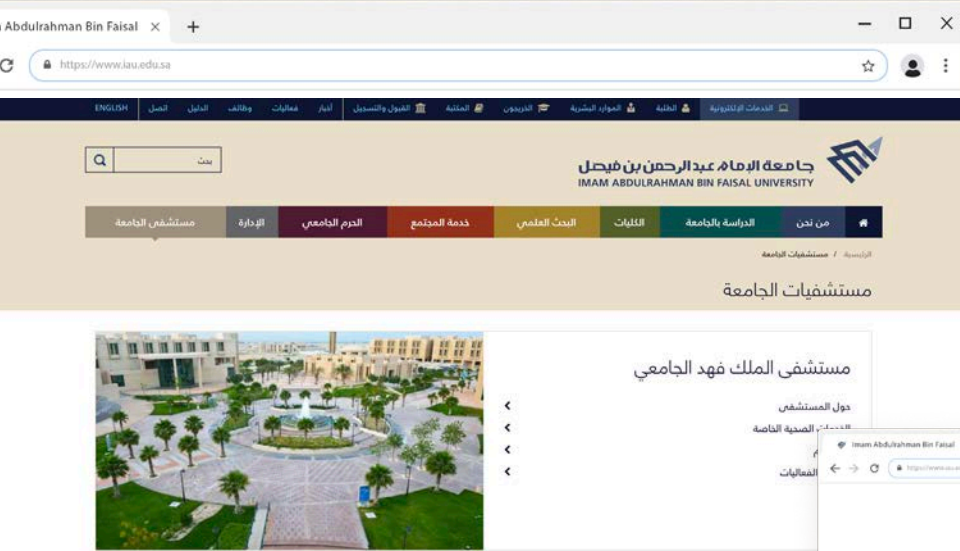 Abdulrahman Bin Faisal
https://www.iau.edu.sa
الخدمات الإلكترونية الطلبة الموارد البشرية الخريجون المكتبة القبول والتسجيل أخبار فعاليات وظائف الدليل اتصل ENGLISH
بحث
جامعة الإمام عبدالرحمن بن فيصل
IMAM ABDULRAHMAN BIN FAISAL UNIVERSITY
من نحن الدراسة بالجامعة الكليات البحث العلمي خدمة المجتمع الحرم الجامعي الإدارة مستشفى الجامعة
الرئيسية / مستشفيات الجامعة
مستشفيات الجامعة
مستشفى الملك فهد الجامعي
حول المستشفى
الخدمات الصحية الخاصة
الفعاليات
Imam Abdulrahman Bin Faisal